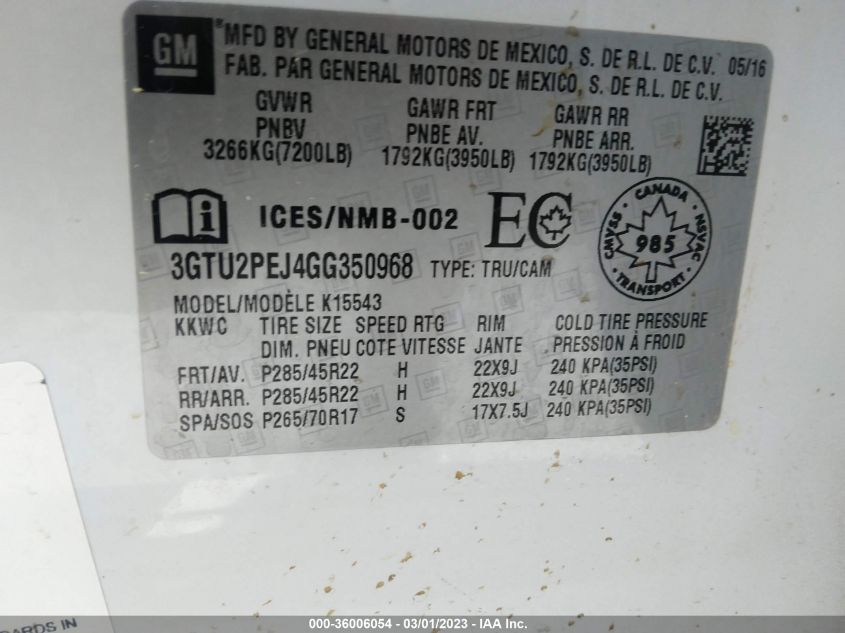 GM
®MFD BY GENERAL MOTORS DE MEXICO, S. DE R.L. DE C.V. 05/16
FAB. PAR GENERAL MOTORS DE MEXICO, S. DE R.L. DE C.V.
GVWR GAWR FRT GAWR RR
PNBV PNBE AV. PNBE ARR.
3266KG(7200LB) 1792KG(3950LB) 1792KG(3950LB)
i ICES/NMB-002 EC
CANADA
CMVSS 985 NSVAC
TRANSPORT
3GTU2PEJ4GG350968 TYPE: TRU/CAM
MODEL/MODÈLE K15543
KKWC TIRE SIZE SPEED RTG RIM COLD TIRE PRESSURE
DIM. PNEU COTE VITESSE JANTE PRESSION À FROID
FRT/AV. P285/45R22 H 22X9J 240 KPA(35PSI)
RR/ARR. P285/45R22 H 22X9J 240 KPA(35PSI)
SPA/SOS P265/70R17 S 17X7.5J 240 KPA(35PSI)
IN
000-36006054 - 03/01/2023 - IAA Inc.